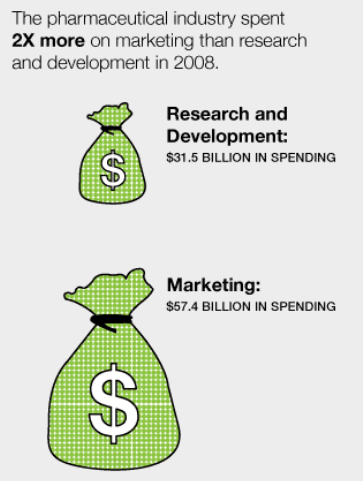 The pharmaceutical industry spent
2X more on marketing than research
and development in 2008.
Research and
Development:
$31.5 BILLION IN SPENDING
$
Marketing:
$57.4 BILLION IN SPENDING
$